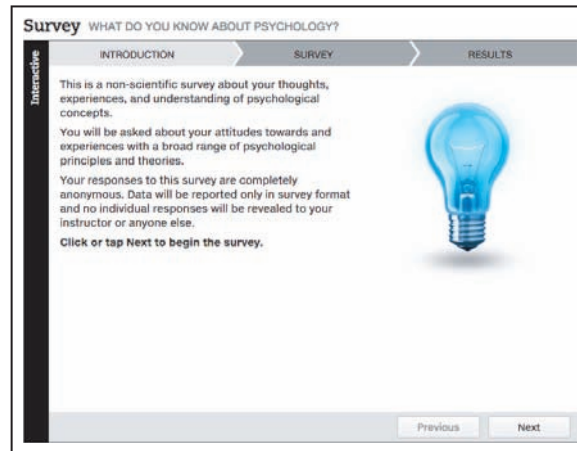 Survey WHAT DO YOU KNOW ABOUT PSYCHOLOGY?
Interactive
INTRODUCTION
SURVEY
RESULTS
This is a non-scientific survey about your thoughts,
experiences, and understanding of psychological
concepts.
You will be asked about your attitudes towards and
experiences with a broad range of psychological
principles and theories.
Your responses to this survey are completely
anonymous. Data will be reported only in survey format
and no individual responses will be revealed to your
instructor or anyone else.
Click or tap Next to begin the survey.
Previous
Next